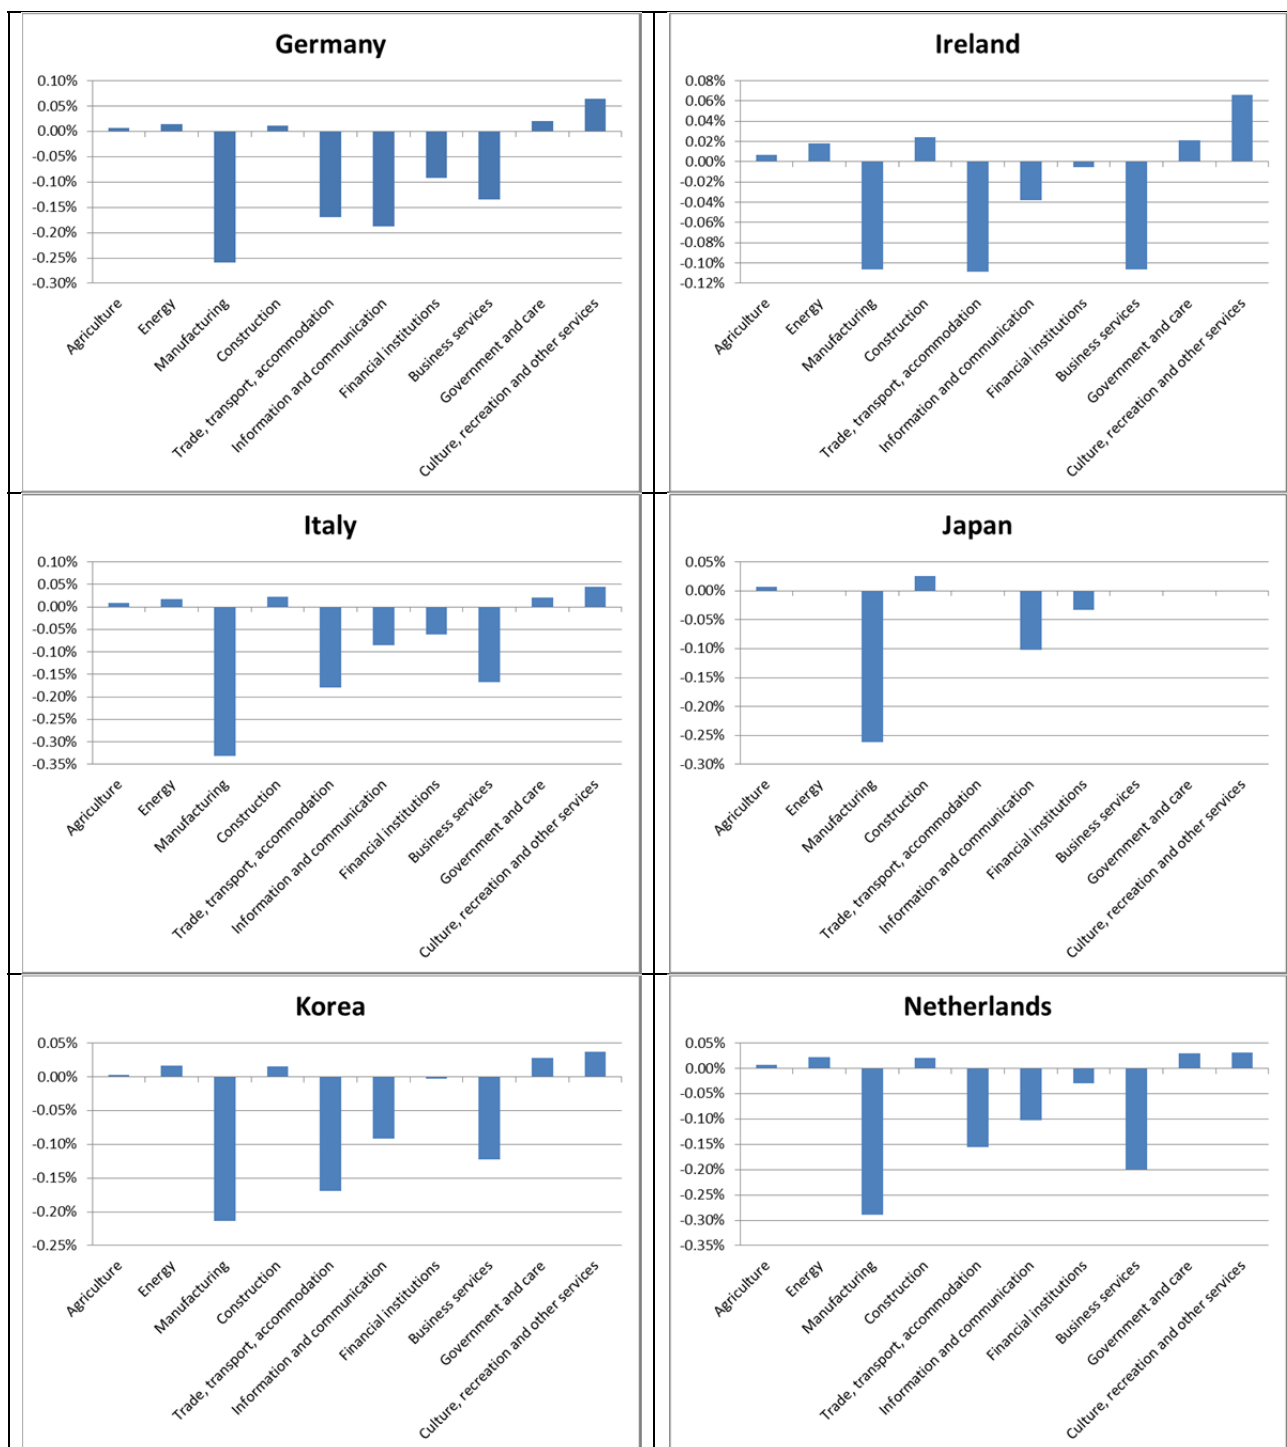 Germany
0.10%
0.05%
0.00%
-0.05%
-0.10%
-0.15%
-0.20%
-0.25%
-0.30%
Agriculture
Energy
Manufacturing
Construction
Trade, transport, accommodation
Information and communication
Financial institutions
Business services
Government and care
Culture, recreation and other services
Ireland
0.08%
0.06%
0.04%
0.02%
0.00%
-0.02%
-0.04%
-0.06%
-0.08%
-0.10%
-0.12%
Agriculture
Energy
Manufacturing
Construction
Trade, transport, accommodation
Information and communication
Financial institutions
Business services
Government and care
Culture, recreation and other services
Italy
0.10%
0.05%
0.00%
-0.05%
-0.10%
-0.15%
-0.20%
-0.25%
-0.30%
-0.35%
Agriculture
Energy
Manufacturing
Construction
Trade, transport, accommodation
Information and communication
Financial institutions
Business services
Government and care
Culture, recreation and other services
Japan
0.05%
0.00%
-0.05%
-0.10%
-0.15%
-0.20%
-0.25%
-0.30%
Agriculture
Energy
Manufacturing
Construction
Trade, transport, accommodation
Information and communication
Financial institutions
Business services
Government and care
Culture, recreation and other services
Korea
0.05%
0.00%
-0.05%
-0.10%
-0.15%
-0.20%
-0.25%
Agriculture
Energy
Manufacturing
Construction
Trade, transport, accommodation
Information and communication
Financial institutions
Business services
Government and care
Culture, recreation and other services
Netherlands
0.05%
0.00%
-0.05%
-0.10%
-0.15%
-0.20%
-0.25%
-0.30%
-0.35%
Agriculture
Energy
Manufacturing
Construction
Trade, transport, accommodation
Information and communication
Financial institutions
Business services
Government and care
Culture, recreation and other services